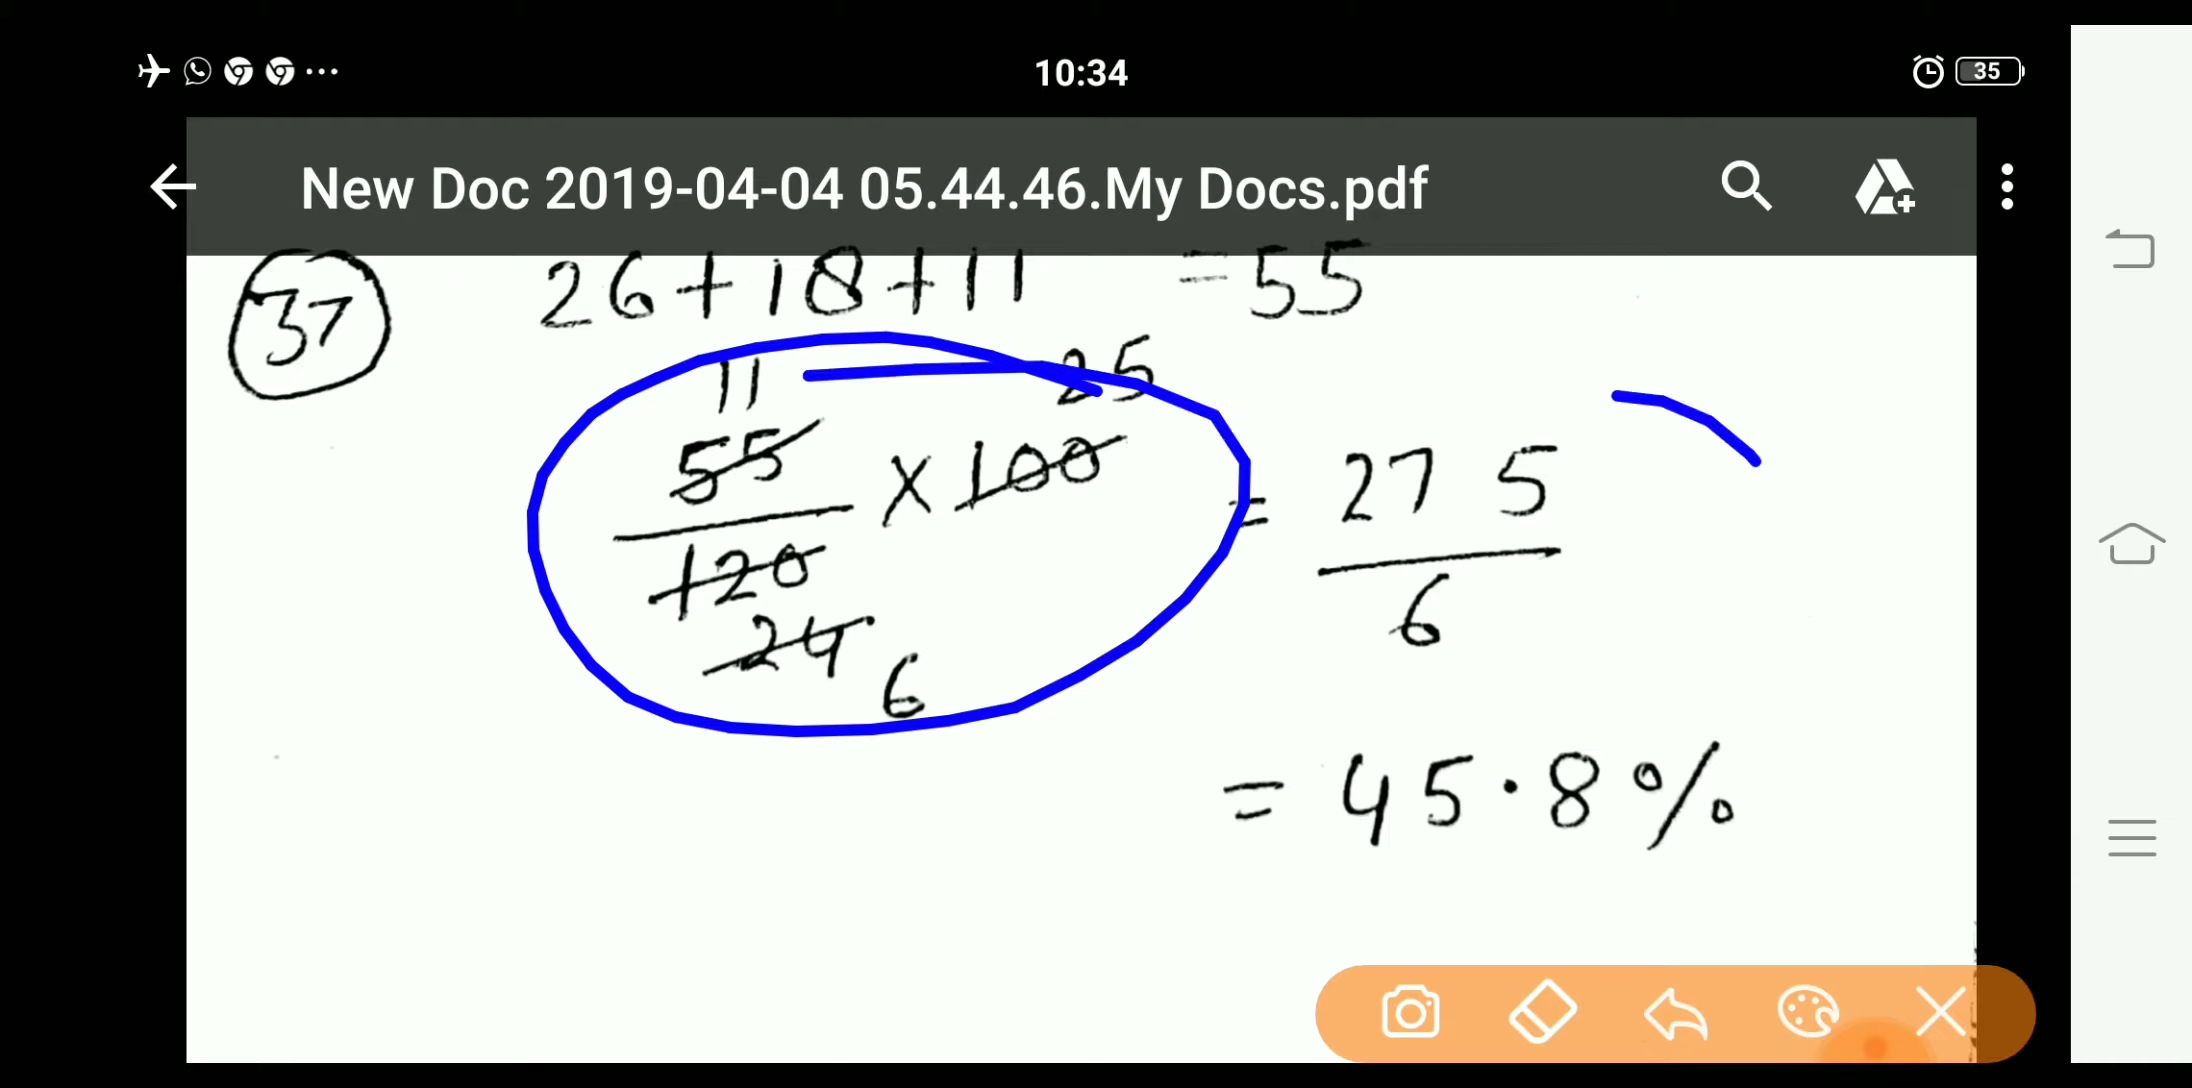 10:34
35
New Doc 2019-04-04 05.44.46.My Docs.pdf
37 26+18+11 =55
11 25
55 × 100 = 275
120 6
24 6
= 45.8%